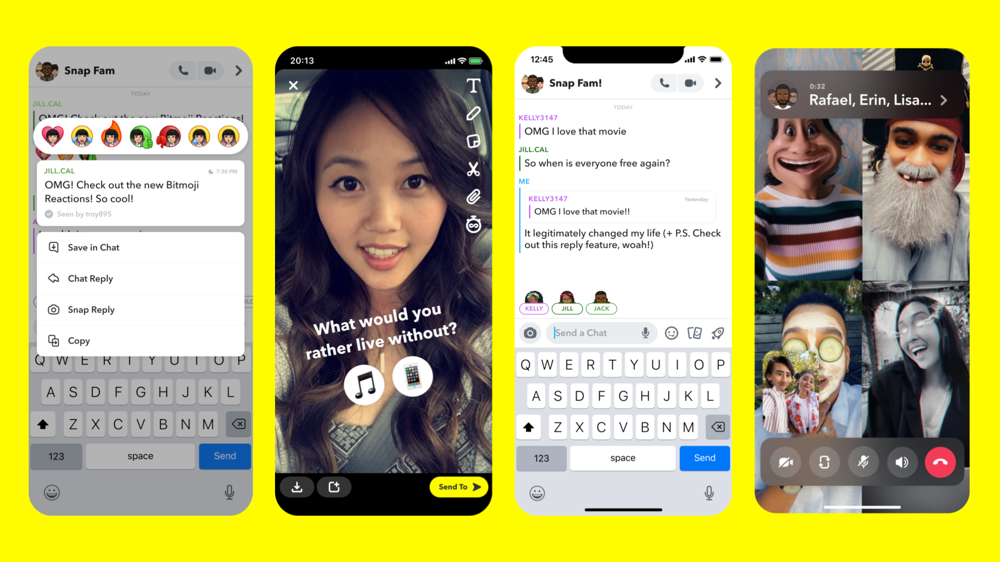 Snap Fam
TODAY
JILL.CAL
OMG! Check out the new Bitmoji Reactions!
JILL.CAL
7:30 PM
OMG! Check out the new Bitmoji
Reactions! So cool!
Seen by troy895
Save in Chat
Chat Reply
Snap Reply
Copy
Q W E R T Y U I O P
A S D F G H J K L
Z X C V B N M
123
space
Send
20:13
T
What would you
rather live without?
Send To
12:45
Snap Fam!
TODAY
KELLY3147
OMG I love that movie
JILL.CAL
So when is everyone free again?
ME
KELLY3147
Yesterday
OMG I love that movie!!
It legitimately changed my life (+ P.S. Check
out this reply feature, woah!)
KELLY
JILL
JACK
Send a Chat
Q W E R T Y U I O P
A S D F G H J K L
Z X C V B N M
123
space
Send
0:32
Rafael, Erin, Lisa...